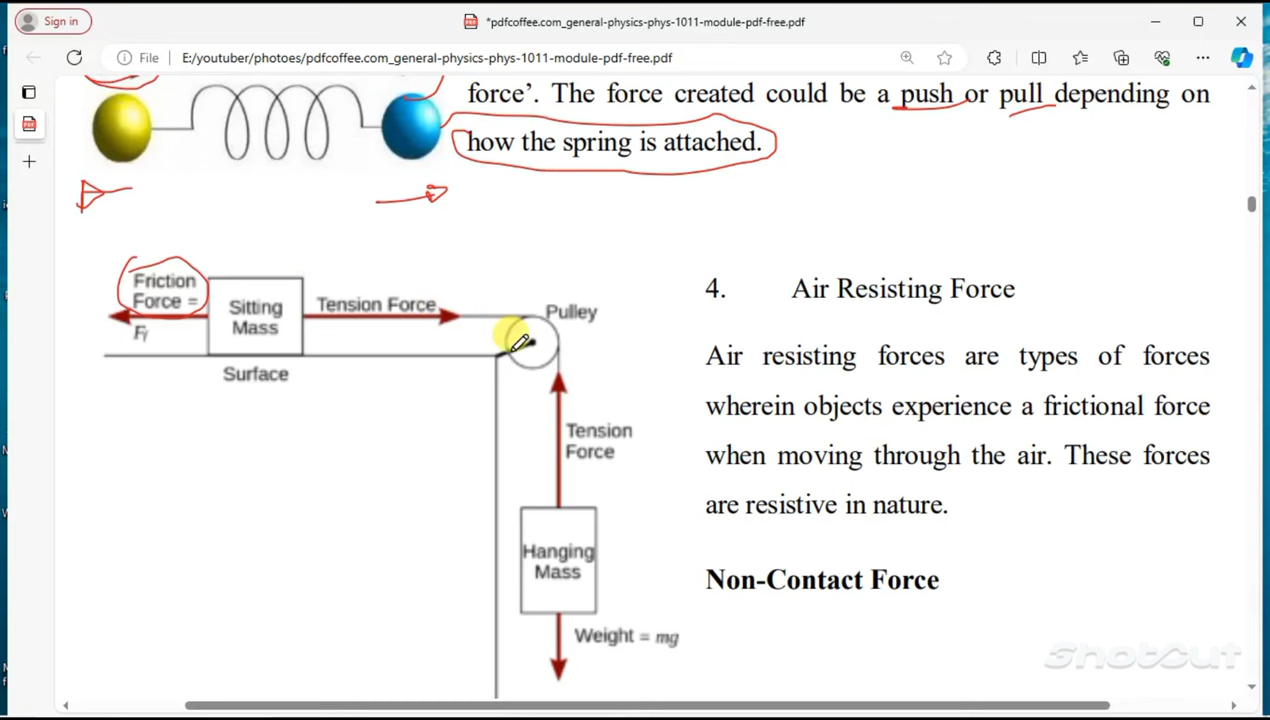 Sign in
*pdfcoffee.com_general-physics-phys-1011-module-pdf-free.pdf
File
E:/youtuber/photoes/pdfcoffee.com_general-physics-phys-1011-module-pdf-free.pdf
force’. The force created could be a push or pull depending on
how the spring is attached.
Friction
Force =
Ff
Sitting
Mass
Tension Force
Pulley
Surface
Tension
Force
Hanging
Mass
Weight = mg
4. Air Resisting Force
Air resisting forces are types of forces
wherein objects experience a frictional force
when moving through the air. These forces
are resistive in nature.
Non-Contact Force
ShotCut